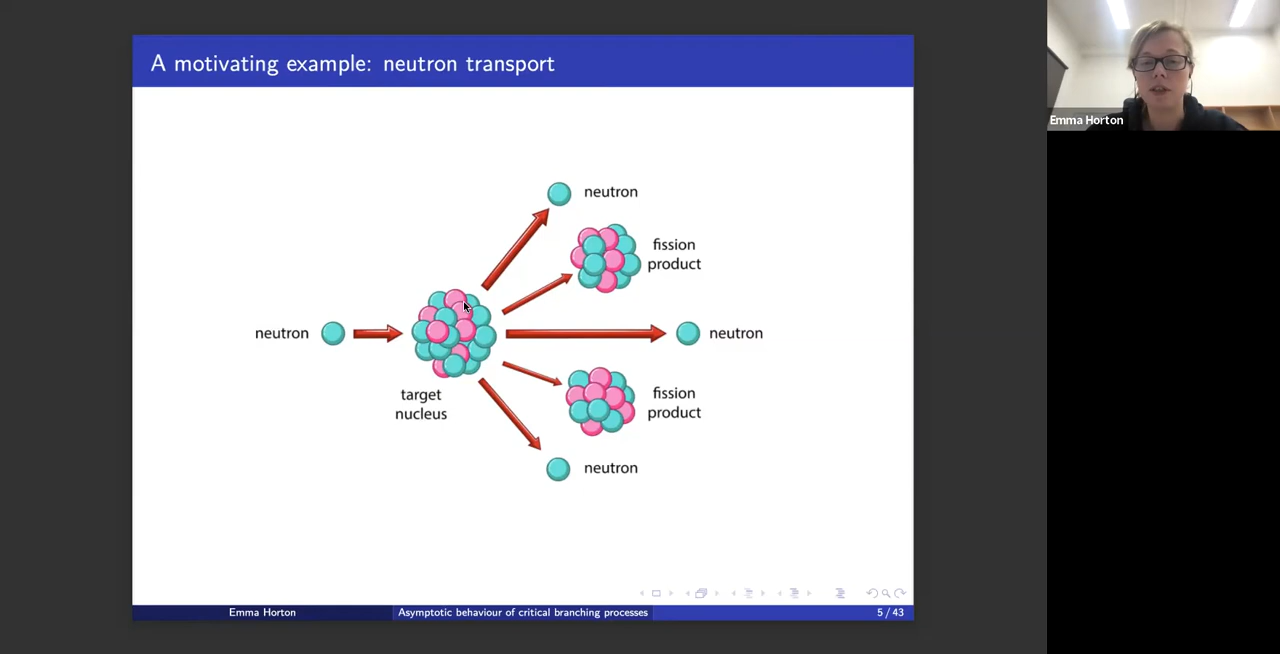 A motivating example: neutron transport
neutron
fission
product
neutron
neutron
target
nucleus
fission
product
neutron
Emma Horton
Asymptotic behaviour of critical branching processes
5 / 43
Emma Horton